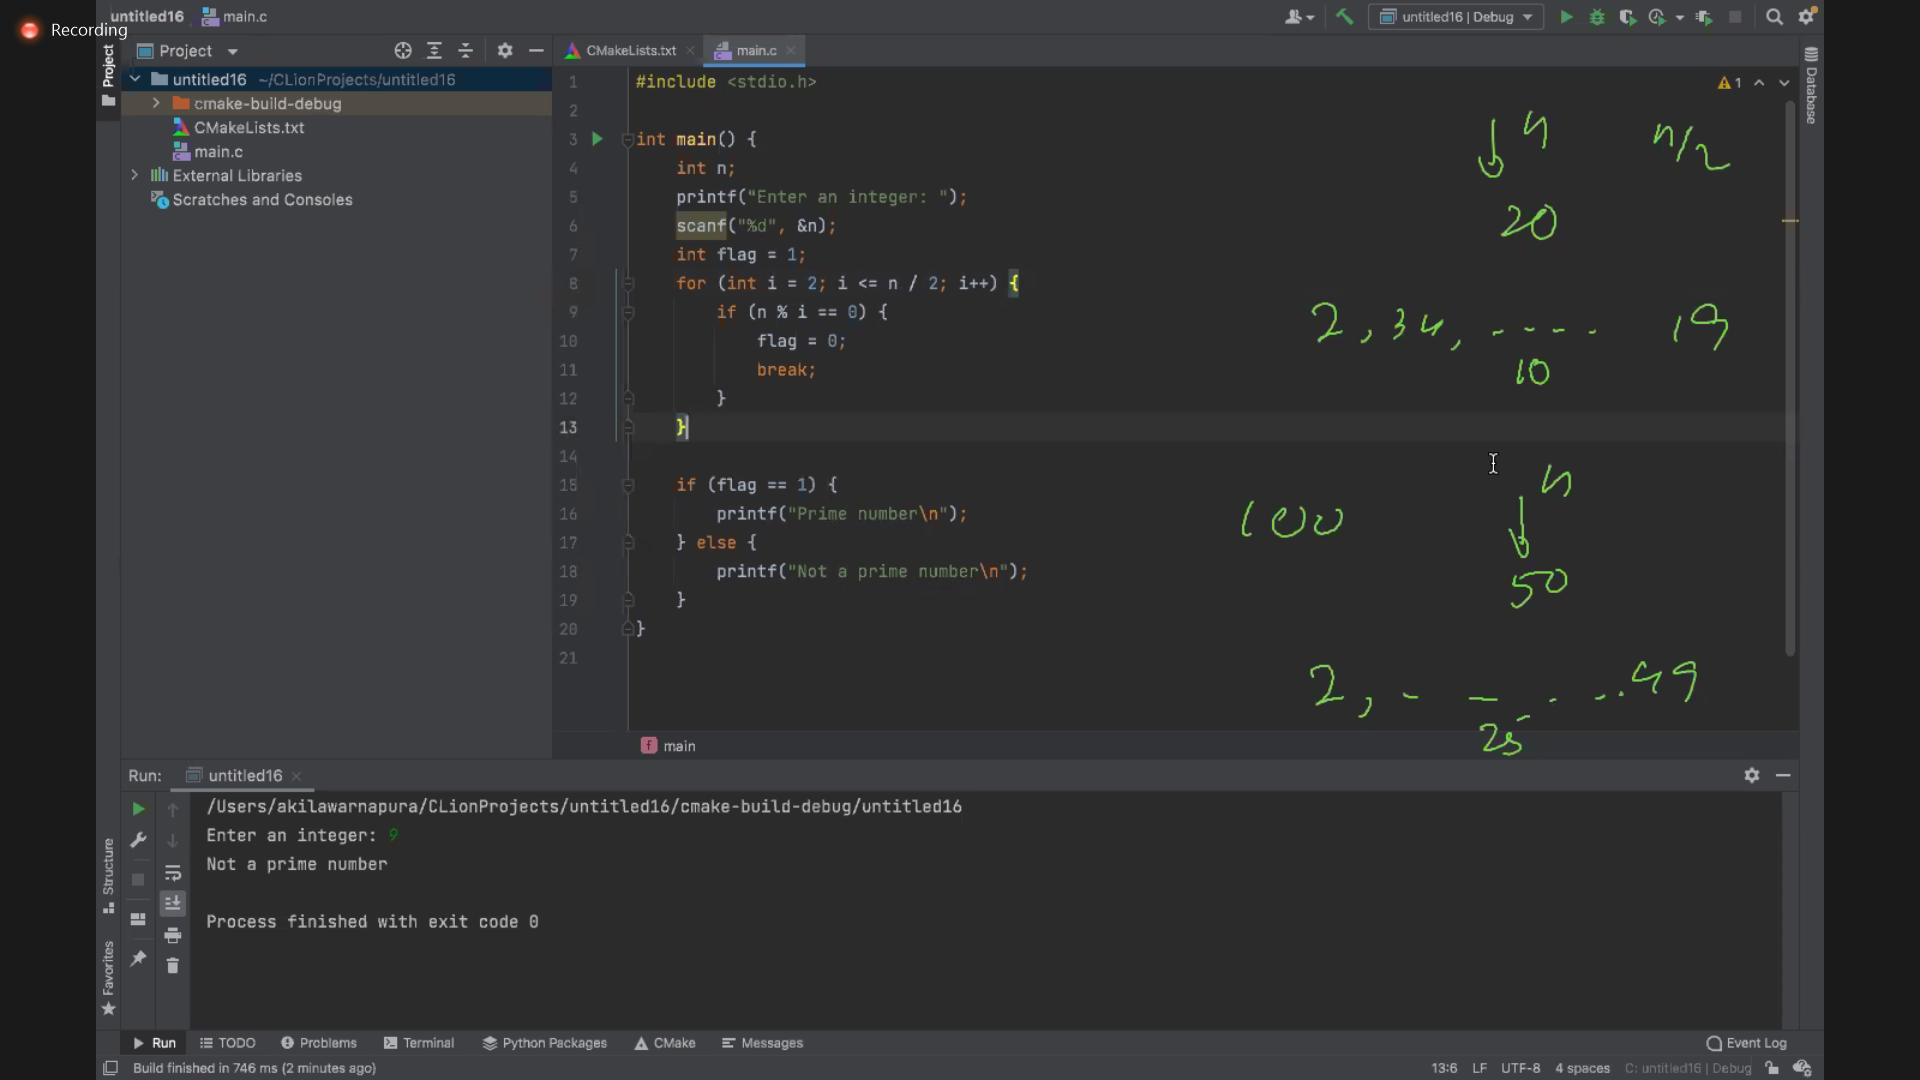 untitled16 main.c
Recording
untitled16 | Debug
Project
Project
CMakeLists.txt
main.c
untitled16 ~/CLionProjects/untitled16
cmake-build-debug
CMakeLists.txt
main.c
External Libraries
Scratches and Consoles
Database
1
1 #include <stdio.h>
2
3 int main() {
4 int n;
5 printf("Enter an integer: ");
6 scanf("%d", &n);
7 int flag = 1;
8 for (int i = 2; i <= n / 2; i++) {
9 if (n % i == 0) {
10 flag = 0;
11 break;
12 }
13 }
14
15 if (flag == 1) {
16 printf("Prime number\n");
17 } else {
18 printf("Not a prime number\n");
19 }
20 }
21
n n/2
20
2, 3 4, ---- 19
10
n
100
50
2, - - - . .. 49
25
f main
Run: untitled16
/Users/akilawarnapura/CLionProjects/untitled16/cmake-build-debug/untitled16
Enter an integer: 9
Not a prime number
Process finished with exit code 0
Structure
Favorites
Run TODO Problems Terminal Python Packages CMake Messages Event Log
Build finished in 746 ms (2 minutes ago) 13:6 LF UTF-8 4 spaces C: untitled16 | Debug